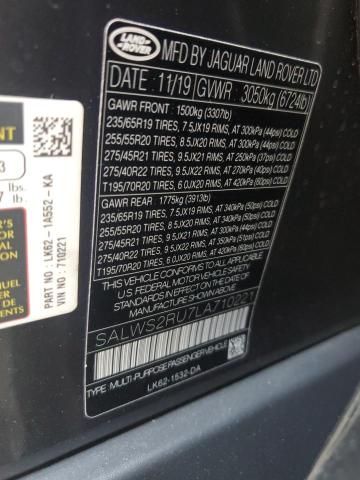 LAND
ROVER
MFD BY JAGUAR LAND ROVER LTD
DATE : 11/19 GVWR : 3050kg (6724lb)
GAWR FRONT : 1500kg (3307lb)
235/65R19 TIRES, 7.5JX19 RIMS, AT 300kPa (44psi) COLD
255/55R20 TIRES, 8.5JX20 RIMS, AT 300kPa (44psi) COLD
275/45R21 TIRES, 9.5JX21 RIMS, AT 250kPa (37psi) COLD
275/40R22 TIRES, 9.5JX22 RIMS, AT 270kPa (40psi) COLD
T195/70R20 TIRES, 6.0JX20 RIMS, AT 420kPa (60psi) COLD
GAWR REAR : 1775kg (3913lb)
235/65R19 TIRES, 7.5JX19 RIMS, AT 340kPa (50psi) COLD
255/55R20 TIRES, 8.5JX20 RIMS, AT 340kPa (50psi) COLD
275/45R21 TIRES, 9.5JX21 RIMS, AT 300kPa (44psi) COLD
275/40R22 TIRES, 9.5JX22 RIMS, AT 350kPa (51psi) COLD
T195/70R20 TIRES, 6.0JX20 RIMS, AT 420kPa (60psi) COLD
THIS VEHICLE CONFORMS TO ALL APPLICABLE
U.S. FEDERAL MOTOR VEHICLE SAFETY
STANDARDS IN EFFECT ON THE DATE OF
MANUFACTURE SHOWN ABOVE
SALWS2RU7LA710221
TYPE: MULTI-PURPOSE PASSENGER VEHICLE
LK62-1532-DA
3
7 lbs.
lb
PART NO : LK62-1A552-KA
VIN NO : 710221